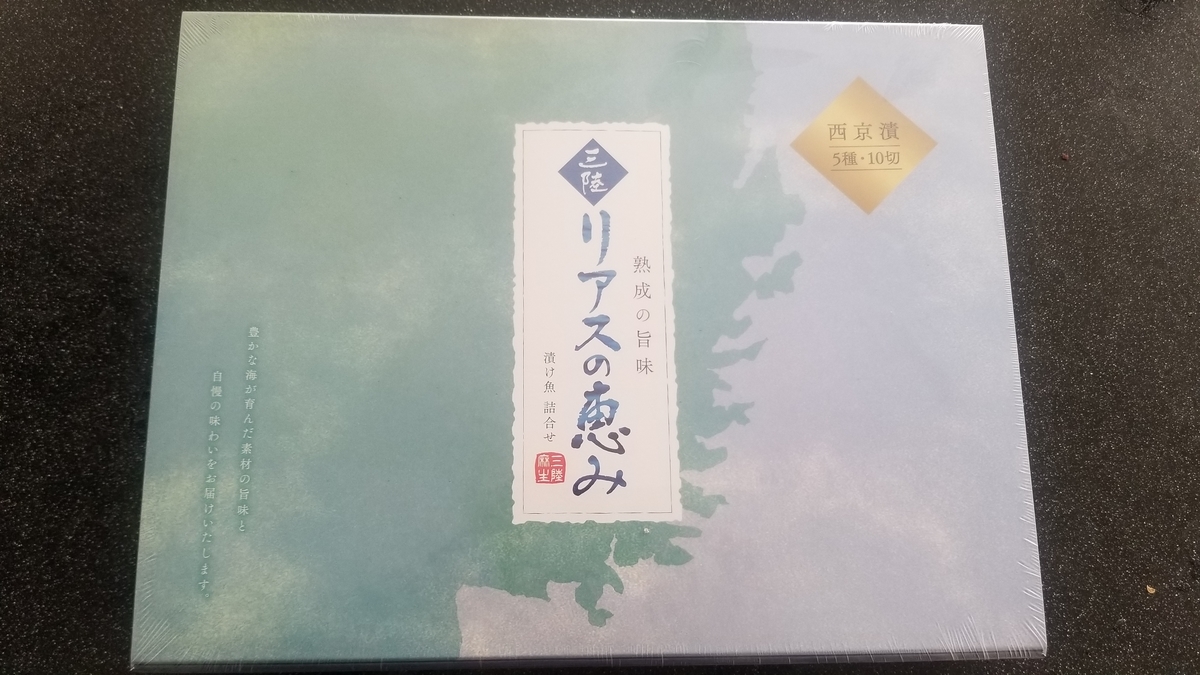 西京漬
5種・10切
三陸
リアスの恵み
熟成の旨味
漬け魚 詰合せ
三陸
麻生
豊かな海が育んだ素材の旨味と
自慢の味わいをお届けいたします。